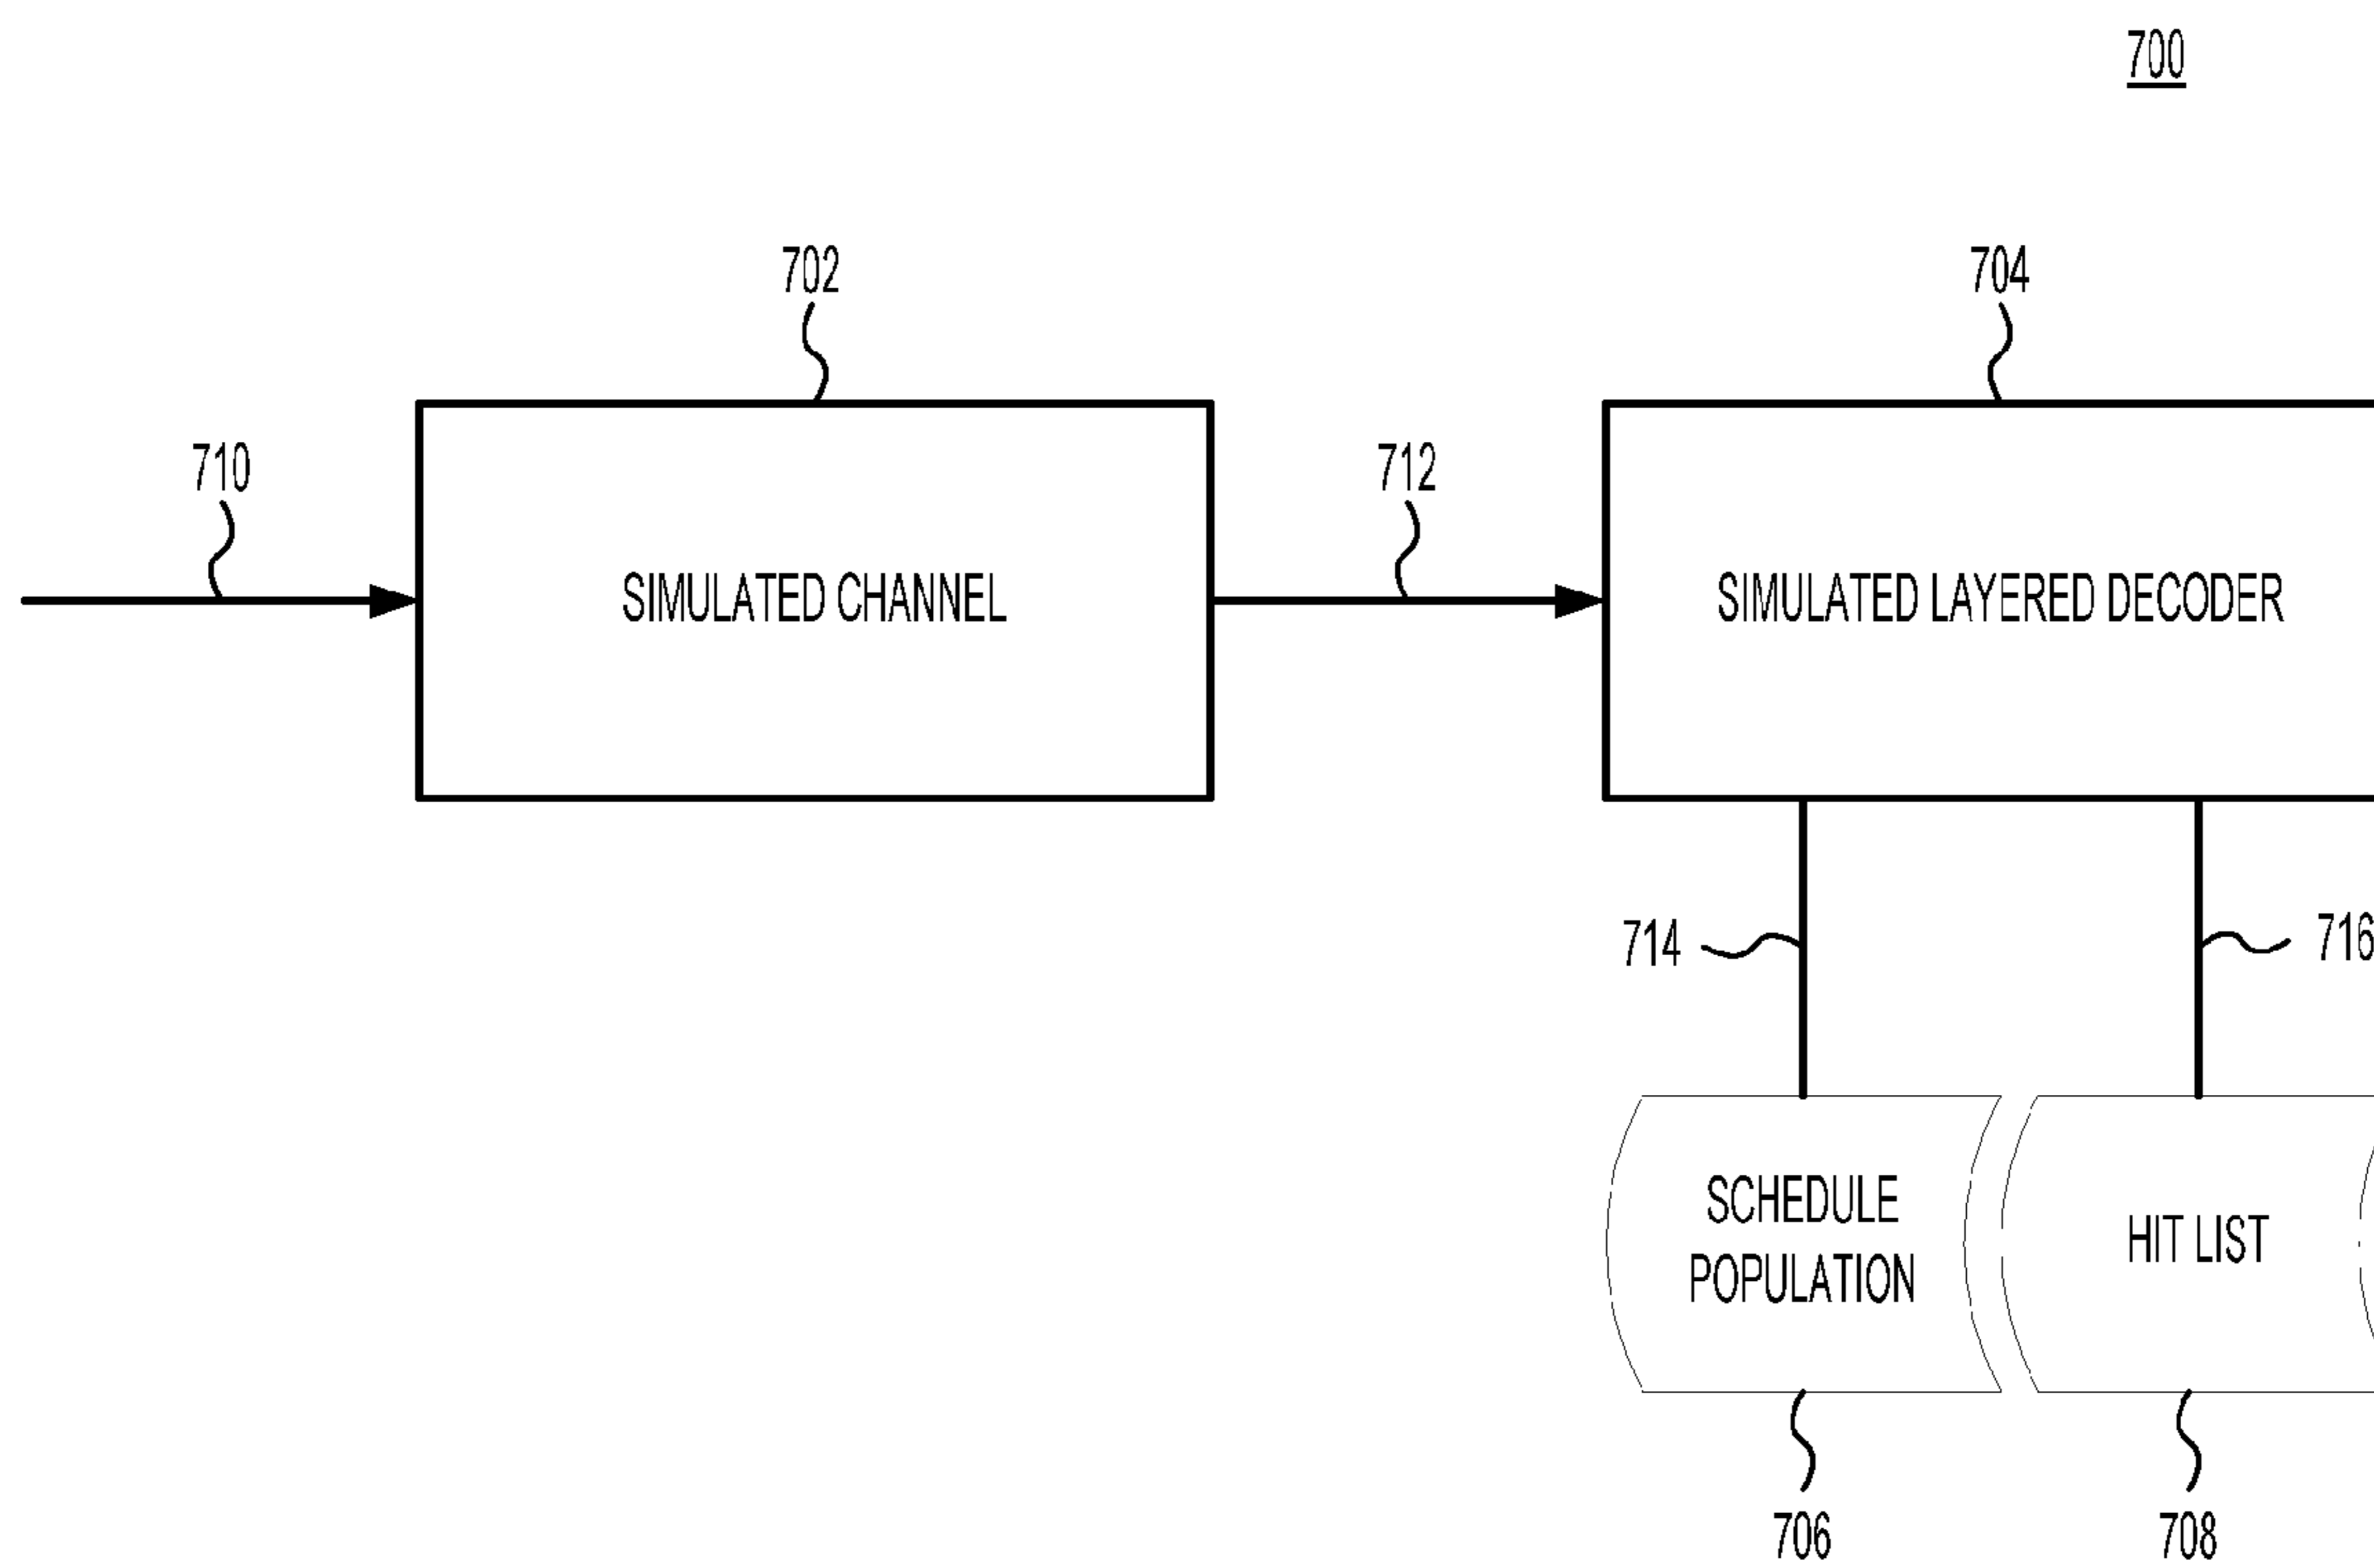 700
702
704
710
712
SIMULATED CHANNEL
SIMULATED LAYERED DECODER
714
716
SCHEDULE
POPULATION
HIT LIST
706
708